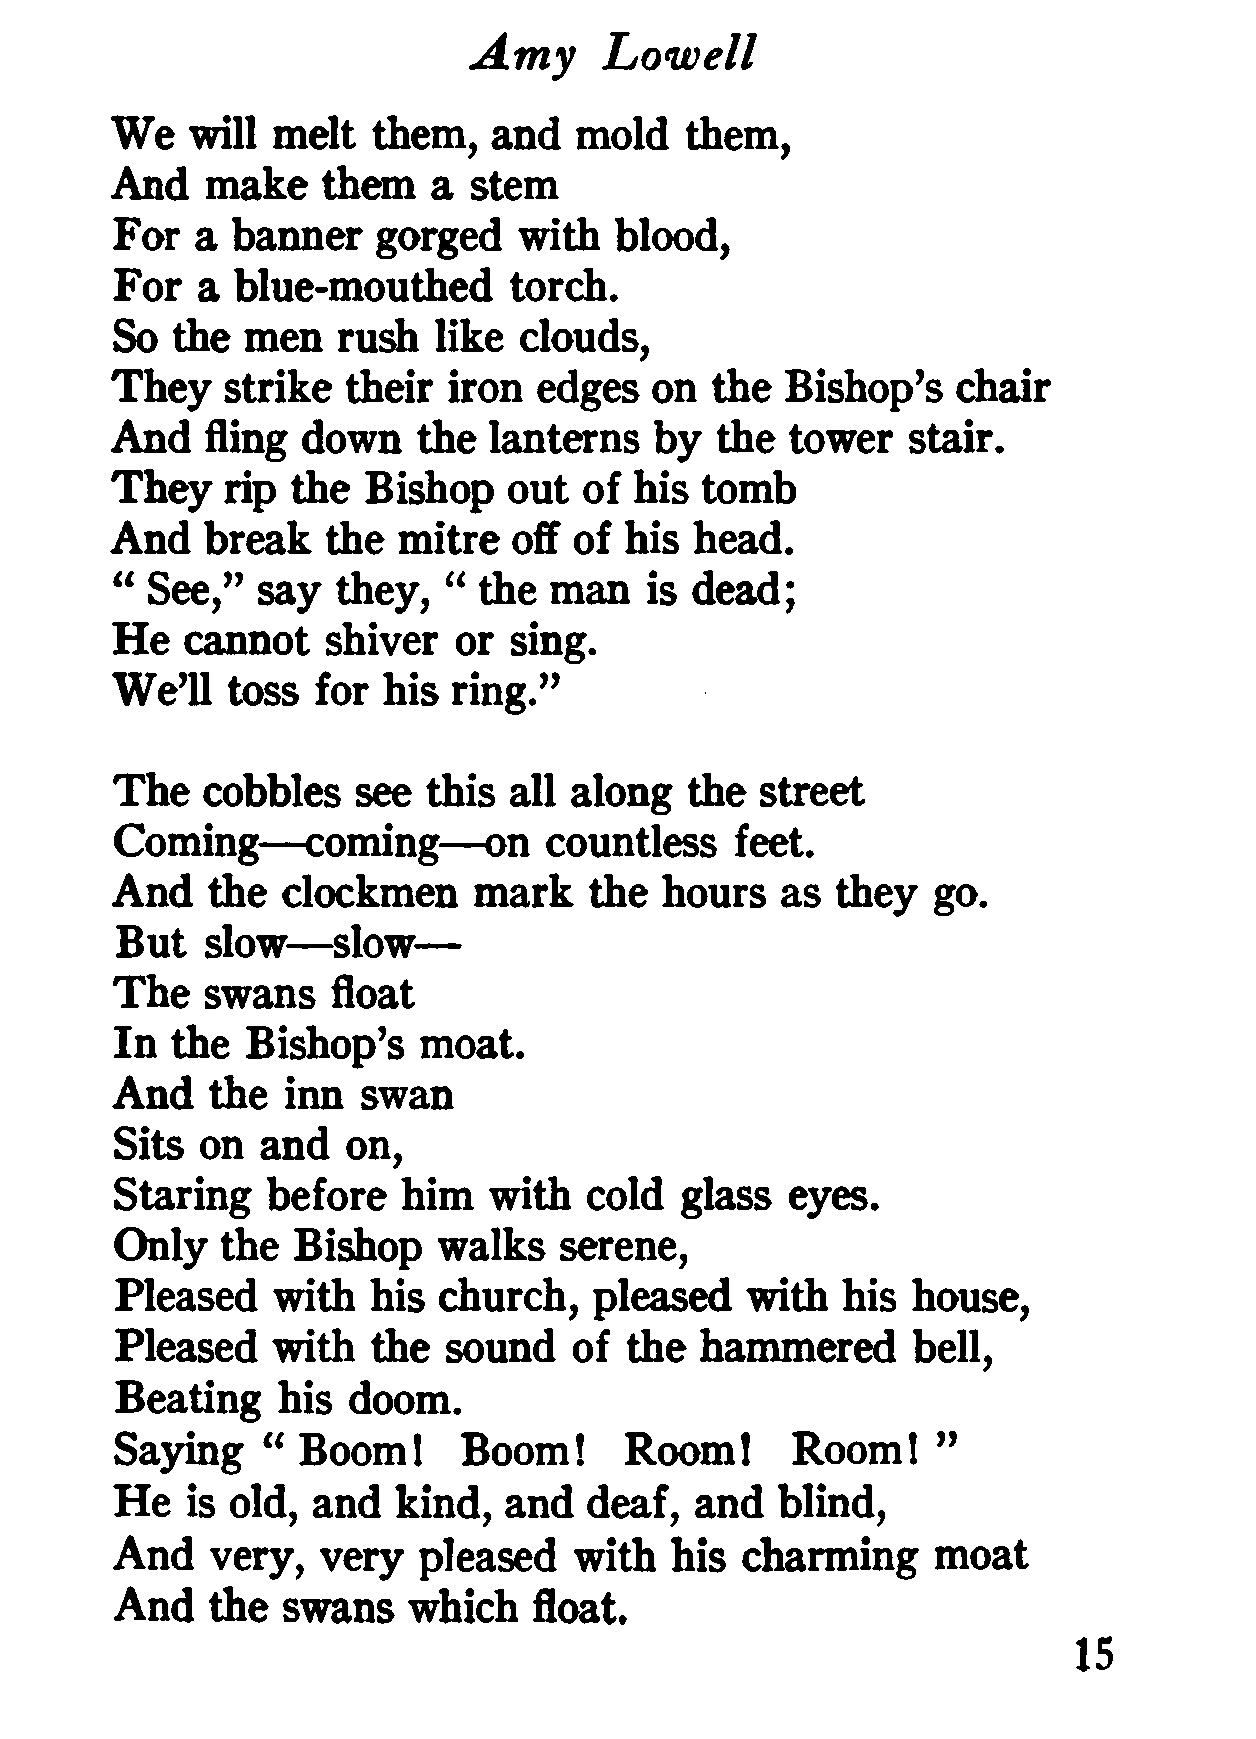 Amy Lowell
We will melt them, and mold them,
And make them a stem
For a banner gorged with blood,
For a blue-mouthed torch.
So the men rush like clouds,
They strike their iron edges on the Bishop's chair
And fling down the lanterns by the tower stair.
They rip the Bishop out of his tomb
And break the mitre off of his head.
“ See,” say they, “ the man is dead;
He cannot shiver or sing.
We'll toss for his ring.”
The cobbles see this all along the street
Coming—coming—on countless feet.
And the clockmen mark the hours as they go.
But slow—slow—
The swans float
In the Bishop's moat.
And the inn swan
Sits on and on,
Staring before him with cold glass eyes.
Only the Bishop walks serene,
Pleased with his church, pleased with his house,
Pleased with the sound of the hammered bell,
Beating his doom.
Saying “ Boom! Boom! Room! Room! ”
He is old, and kind, and deaf, and blind,
And very, very pleased with his charming moat
And the swans which float.
15